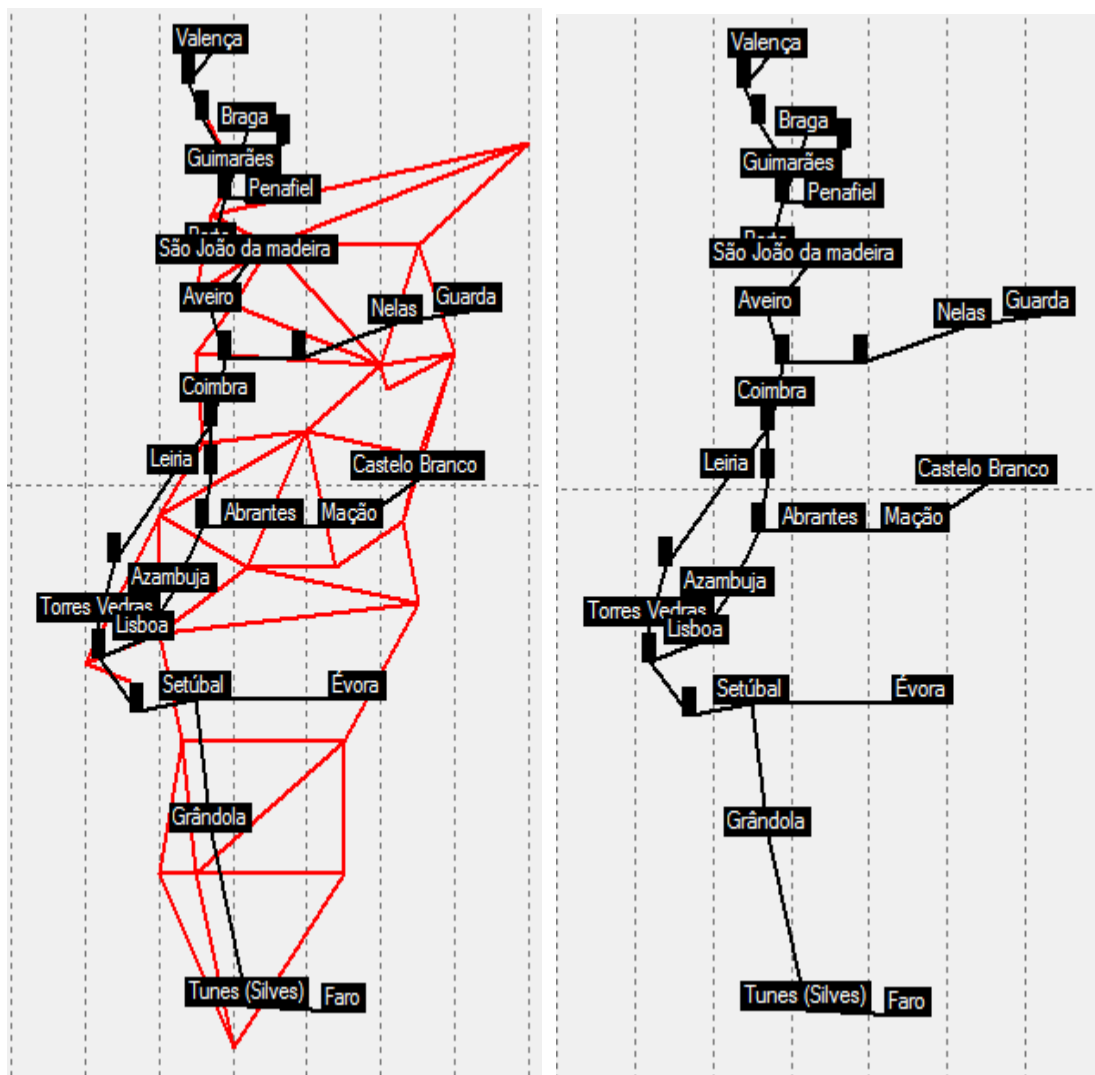 Valença
Braga
Guimarães
Penafiel
São João da madeira
Aveiro
Nelas
Guarda
Coimbra
Leiria
Castelo Branco
Abrantes
Mação
Azambuja
Torres Vedras
Lisboa
Setúbal
Évora
Grândola
Tunes (Silves)
Faro
Valença
Braga
Guimarães
Penafiel
São João da madeira
Aveiro
Nelas
Guarda
Coimbra
Leiria
Castelo Branco
Abrantes
Mação
Azambuja
Torres Vedras
Lisboa
Setúbal
Évora
Grândola
Tunes (Silves)
Faro